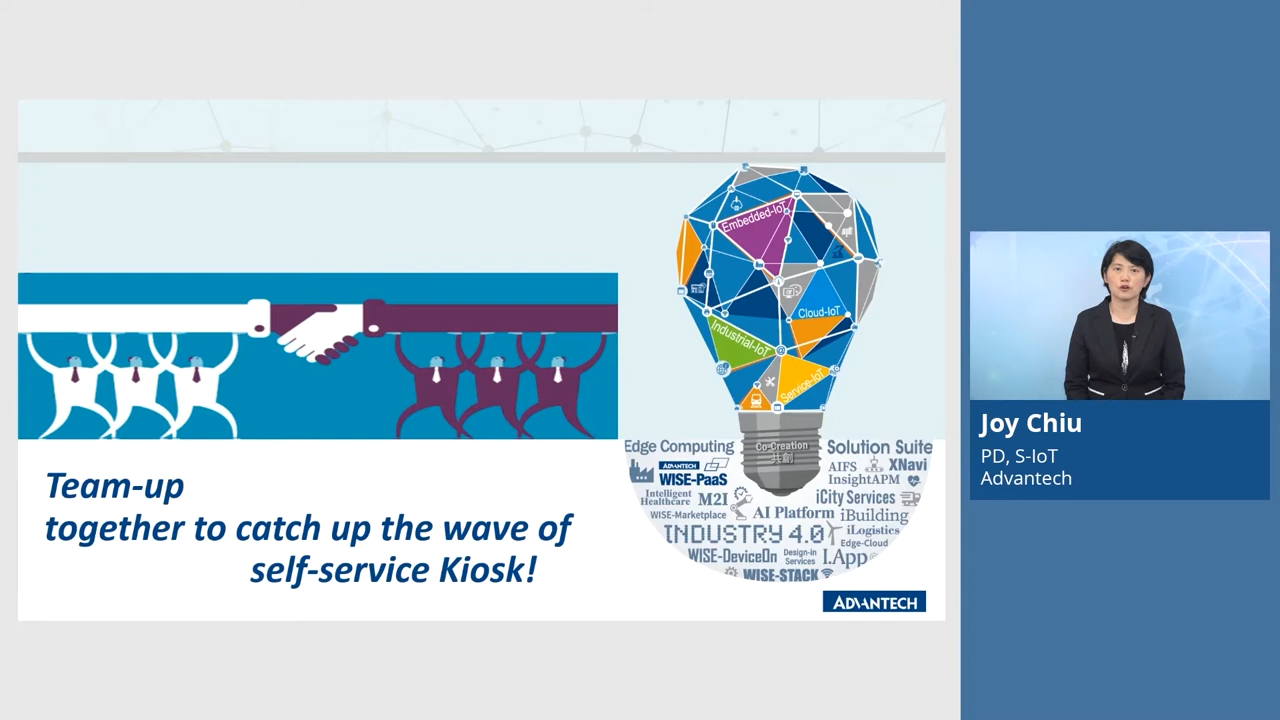 Embedded-IoT
Cloud-IoT
Industrial-IoT
Service-IoT
Edge Computing
Co-Creation
共創
Solution Suite
ADVANTECH
WISE-PaaS
AIFS
XNavi
InsightAPM
Intelligent
Healthcare
M2I
iCity Services
WISE-Marketplace
AI Platform
iBuilding
INDUSTRY 4.0
iLogistics
Edge-Cloud
WISE-DeviceOn
Design-in
Services
I.App
WISE-STACK
Team-up
together to catch up the wave of
self-service Kiosk!
ADVANTECH
Joy Chiu
PD, S-IoT
Advantech